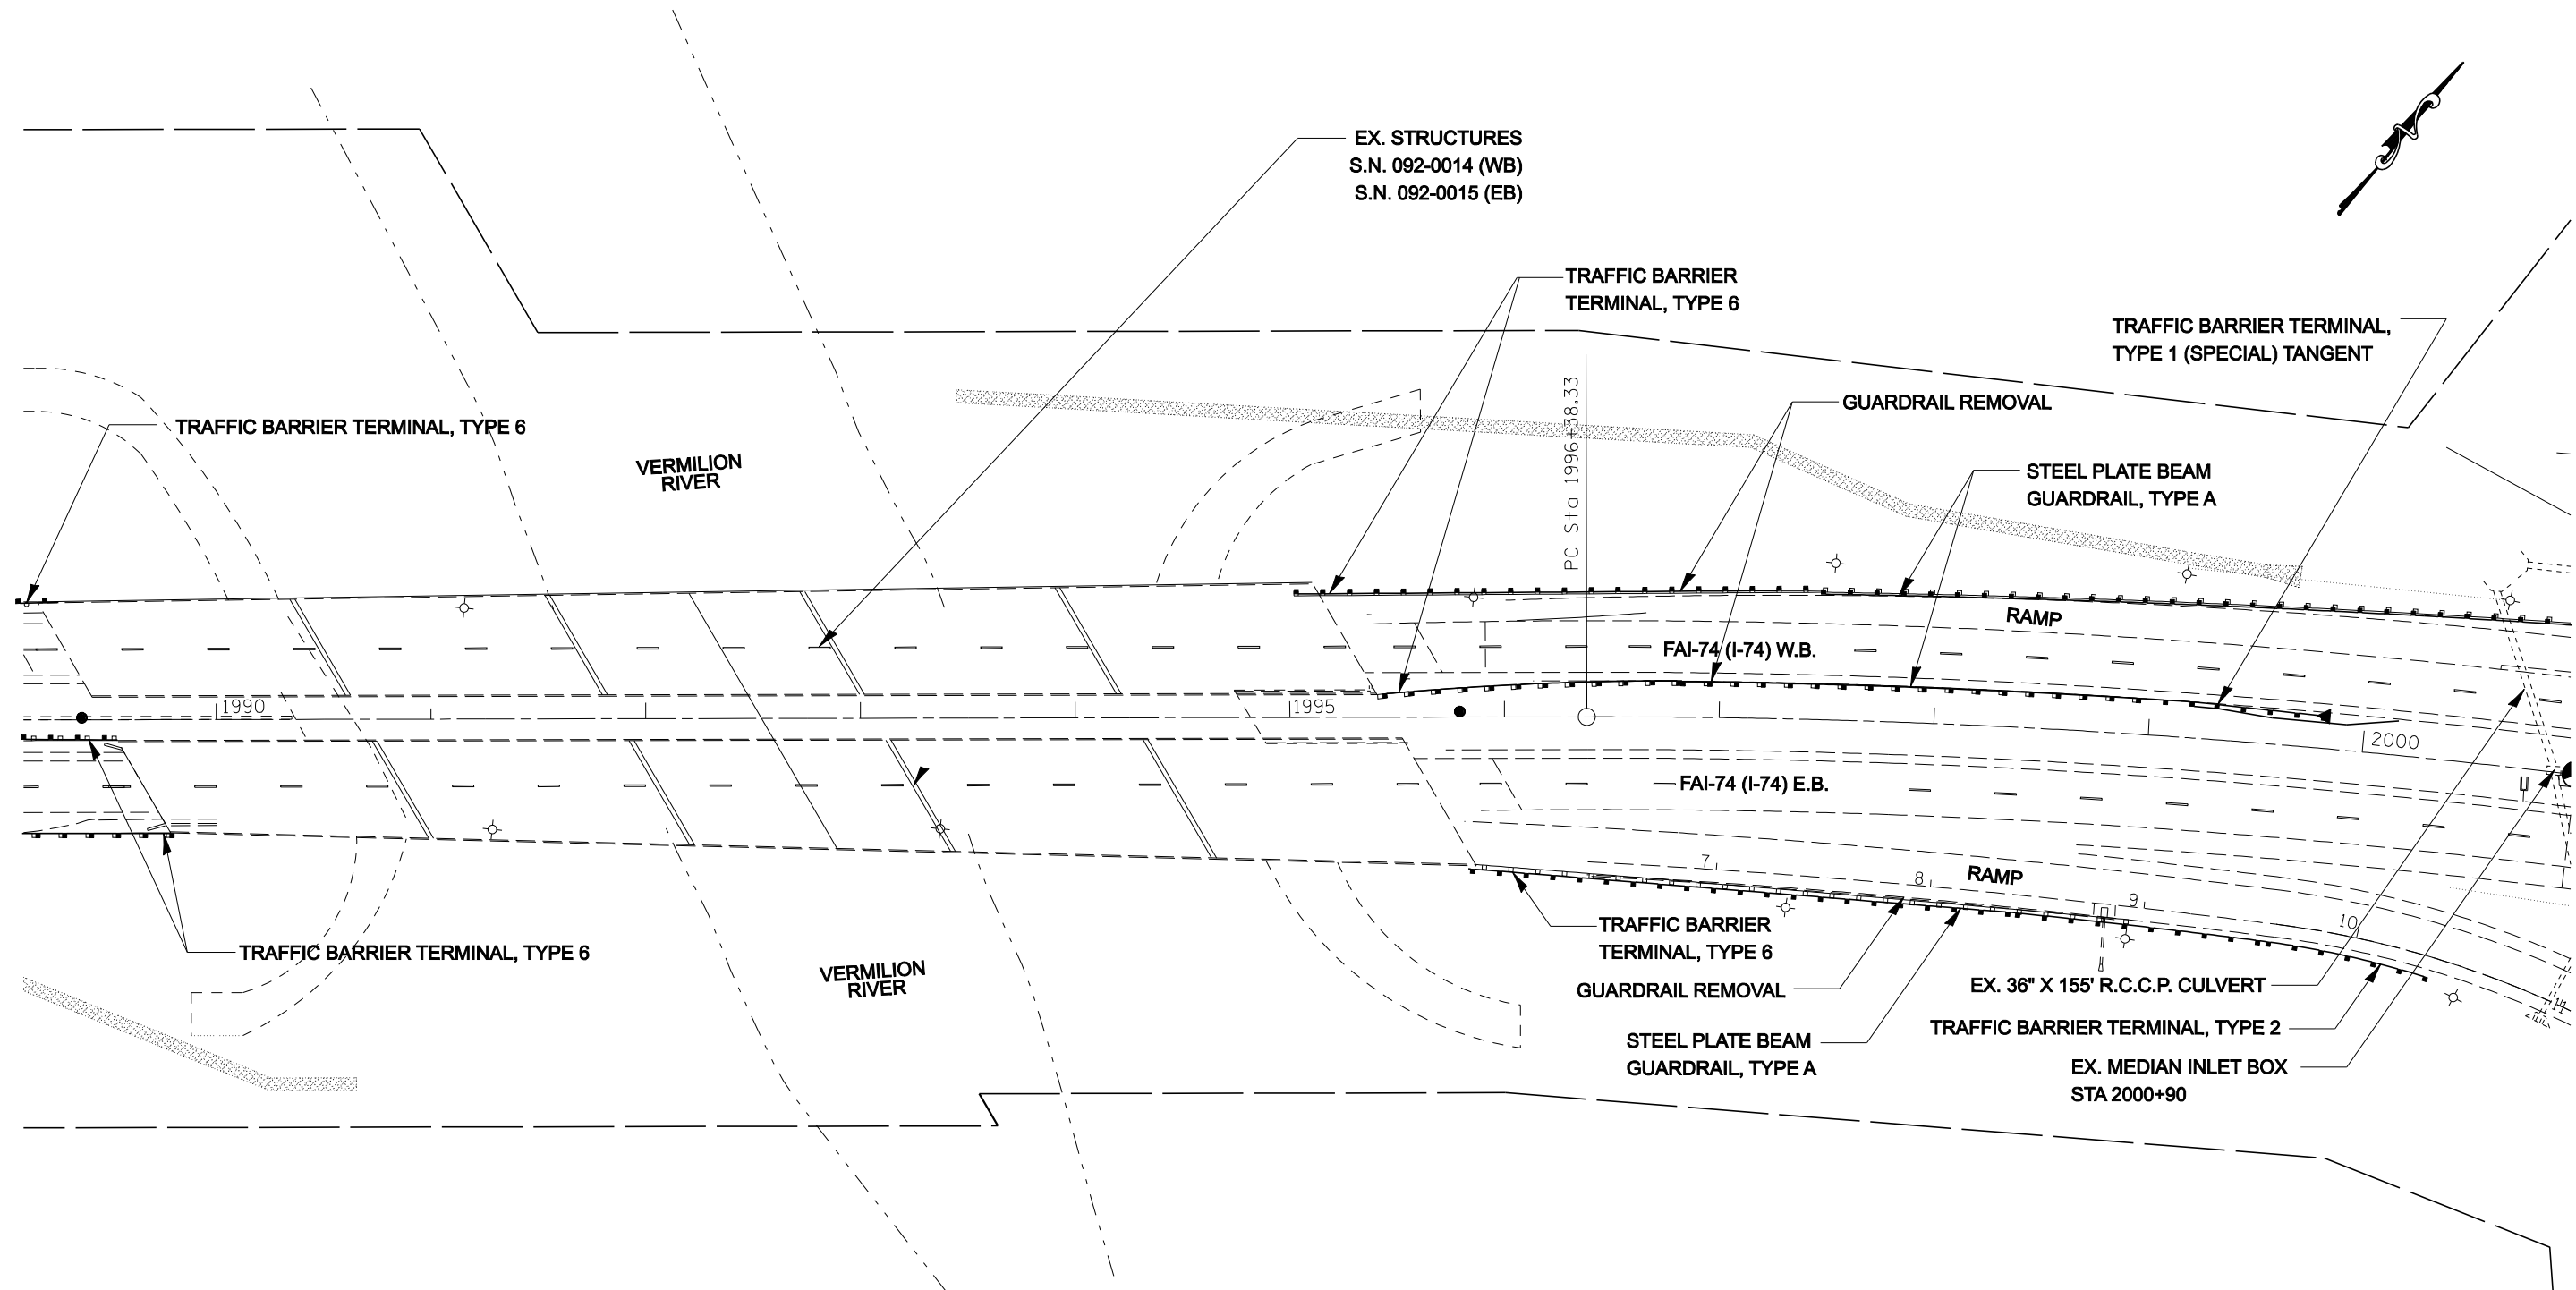 EX. STRUCTURES
S.N. 092-0014 (WB)
S.N. 092-0015 (EB)
TRAFFIC BARRIER
TERMINAL, TYPE 6
TRAFFIC BARRIER TERMINAL,
TYPE 1 (SPECIAL) TANGENT
PC Sta 1996+38.33
GUARDRAIL REMOVAL
TRAFFIC BARRIER TERMINAL, TYPE 6
VERMILION
RIVER
STEEL PLATE BEAM
GUARDRAIL, TYPE A
RAMP
FAI-74 (I-74) W.B.
1990
1995
2000
FAI-74 (I-74) E.B.
7
8
9
10
11
RAMP
TRAFFIC BARRIER
TERMINAL, TYPE 6
TRAFFIC BARRIER TERMINAL, TYPE 6
VERMILION
RIVER
GUARDRAIL REMOVAL
EX. 36" X 155' R.C.C.P. CULVERT
TRAFFIC BARRIER TERMINAL, TYPE 2
STEEL PLATE BEAM
GUARDRAIL, TYPE A
EX. MEDIAN INLET BOX
STA 2000+90